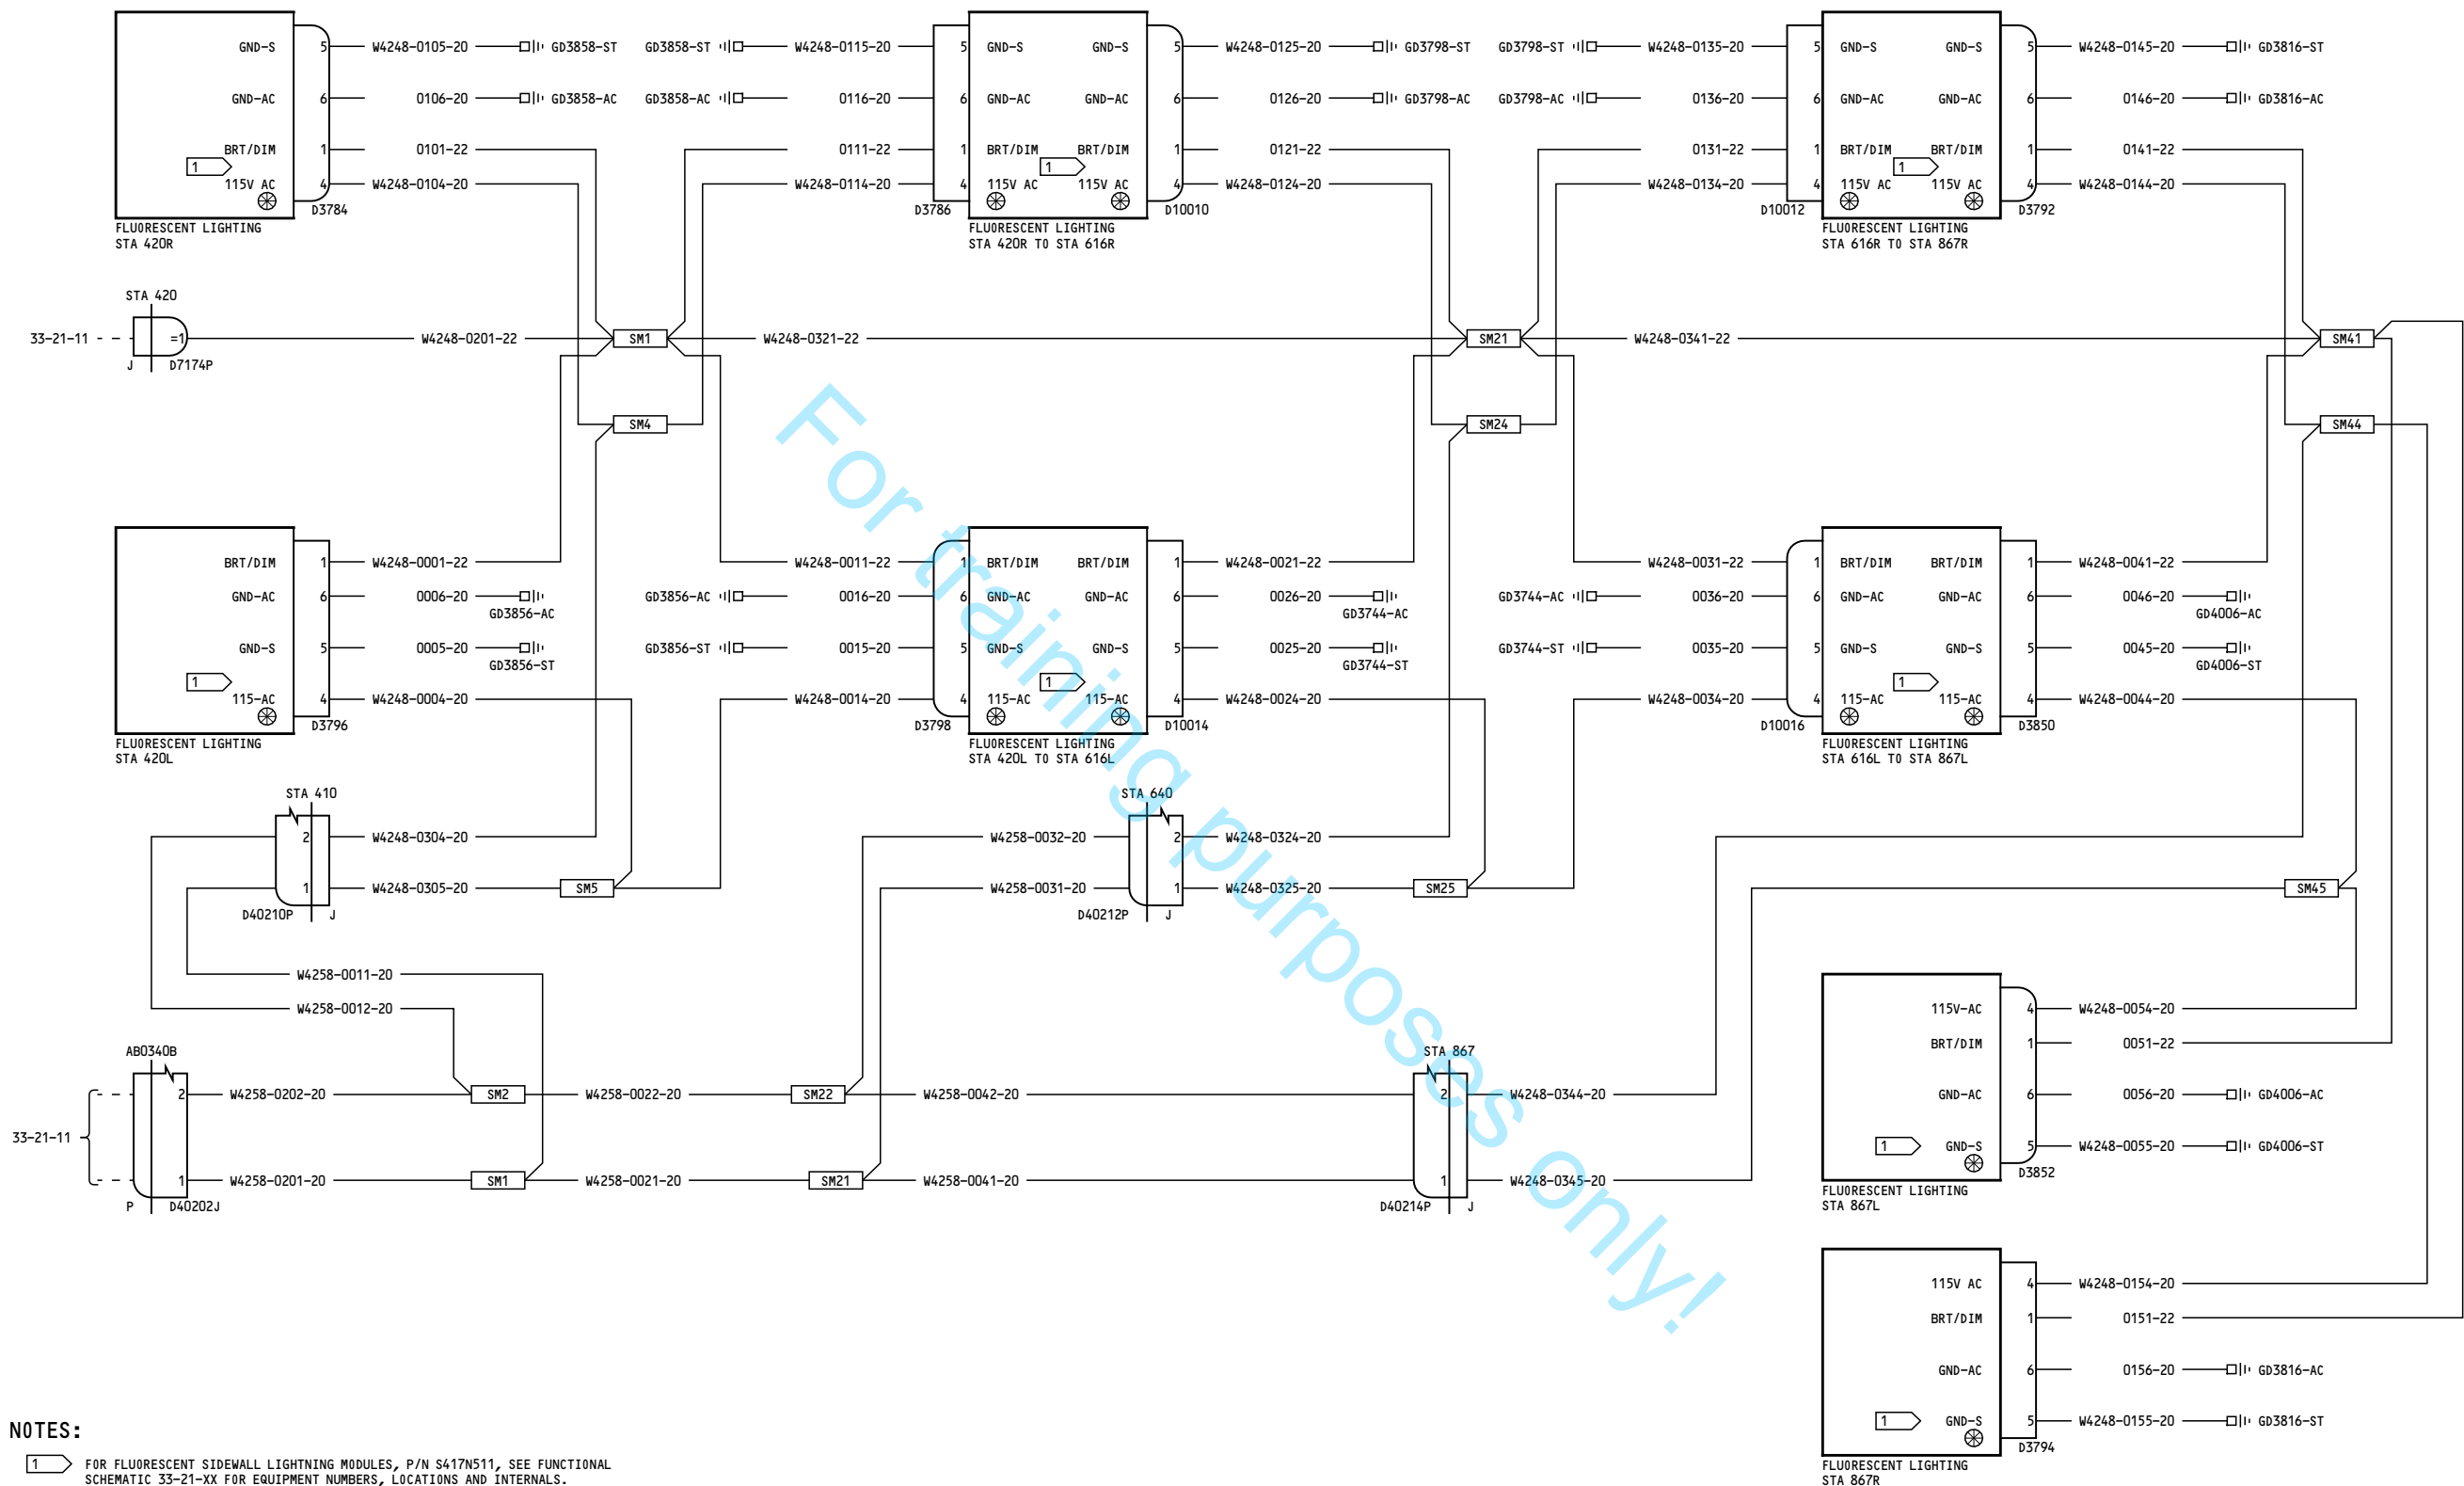 GND-S 5 W4248-0105-20 GD3858-ST GD3858-ST W4248-0115-20 5 GND-S GND-S 5 W4248-0125-20 GD3798-ST GD3798-ST W4248-0135-20 5 GND-S GND-S 5 W4248-0145-20 GD3816-ST
GND-AC 6 0106-20 GD3858-AC GD3858-AC 0116-20 6 GND-AC GND-AC 6 0126-20 GD3798-AC GD3798-AC 0136-20 6 GND-AC GND-AC 6 0146-20 GD3816-AC
BRT/DIM 1 0101-22 0111-22 1 BRT/DIM BRT/DIM 1 0121-22 0131-22 1 BRT/DIM BRT/DIM 1 0141-22
1 1 1
115V AC 4 W4248-0104-20 W4248-0114-20 4 115V AC 115V AC 4 W4248-0124-20 W4248-0134-20 4 115V AC 115V AC 4 W4248-0144-20
D3784 D3786 D10010 D10012 D3792
FLUORESCENT LIGHTING FLUORESCENT LIGHTING FLUORESCENT LIGHTING
STA 420R STA 420R TO STA 616R STA 616R TO STA 867R
STA 420
33-21-11 =1 W4248-0201-22 SM1 W4248-0321-22 SM21 W4248-0341-22 SM41
J D7174P
SM4 SM24 SM44
BRT/DIM 1 W4248-0001-22 W4248-0011-22 1 BRT/DIM BRT/DIM 1 W4248-0021-22 W4248-0031-22 1 BRT/DIM BRT/DIM 1 W4248-0041-22
GND-AC 6 0006-20 GD3856-AC 0016-20 6 GND-AC GND-AC 6 0026-20 GD3744-AC 0036-20 6 GND-AC GND-AC 6 0046-20
GD3856-AC GD3744-AC GD4006-AC
GND-S 5 0005-20 GD3856-ST 0015-20 5 GND-S GND-S 5 0025-20 GD3744-ST 0035-20 5 GND-S GND-S 5 0045-20
GD3856-ST GD3744-ST GD4006-ST
1 1 1
115-AC 4 W4248-0004-20 W4248-0014-20 4 115-AC 115-AC 4 W4248-0024-20 W4248-0034-20 4 115-AC 115-AC 4 W4248-0044-20
D3796 D3798 D10014 D10016 D3850
FLUORESCENT LIGHTING FLUORESCENT LIGHTING FLUORESCENT LIGHTING
STA 420L STA 420L TO STA 616L STA 616L TO STA 867L
STA 410 STA 640
2 W4248-0304-20 W4258-0032-20 2 W4248-0324-20
1 W4248-0305-20 SM5 W4258-0031-20 1 W4248-0325-20 SM25 SM45
D40210P J D40212P J
W4258-0011-20
W4258-0012-20 115V-AC 4 W4248-0054-20
AB0340B STA 867 BRT/DIM 1 0051-22
2 W4258-0202-20 SM2 W4258-0022-20 SM22 W4258-0042-20 2 W4248-0344-20 GND-AC 6 0056-20 GD4006-AC
33-21-11 1 GND-S 5 W4248-0055-20 GD4006-ST
1 W4258-0201-20 SM1 W4258-0021-20 SM21 W4258-0041-20 1 W4248-0345-20 D3852
P D40202J D40214P J FLUORESCENT LIGHTING
STA 867L
115V AC 4 W4248-0154-20
BRT/DIM 1 0151-22
GND-AC 6 0156-20 GD3816-AC
1 GND-S 5 W4248-0155-20 GD3816-ST
D3794
FLUORESCENT LIGHTING
STA 867R
For training purposes only!
NOTES:
1 FOR FLUORESCENT SIDEWALL LIGHTNING MODULES, P/N S417N511, SEE FUNCTIONAL
SCHEMATIC 33-21-XX FOR EQUIPMENT NUMBERS, LOCATIONS AND INTERNALS.